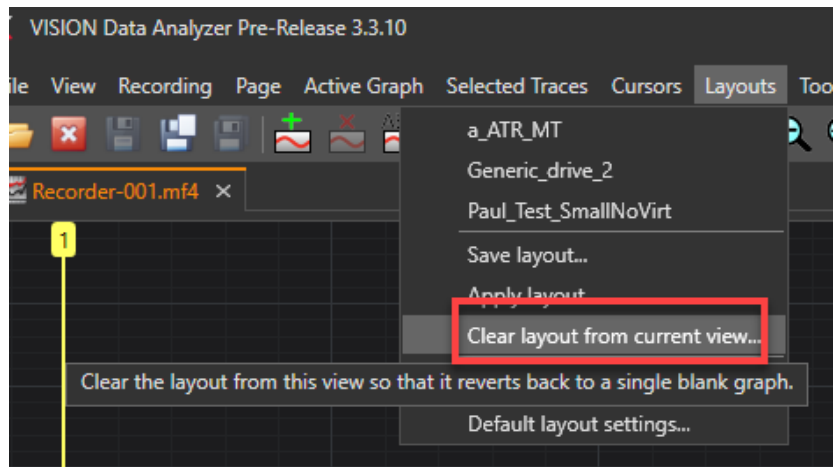 VISION Data Analyzer Pre-Release 3.3.10
ile View Recording Page Active Graph Selected Traces Cursors Layouts Too
a_ATR_MT
Generic_drive_2
Recorder-001.mf4
Paul_Test_SmallNoVirt
1
Save layout...
Apply layout
Clear layout from current view...
Clear the layout from this view so that it reverts back to a single blank graph.
Default layout settings...